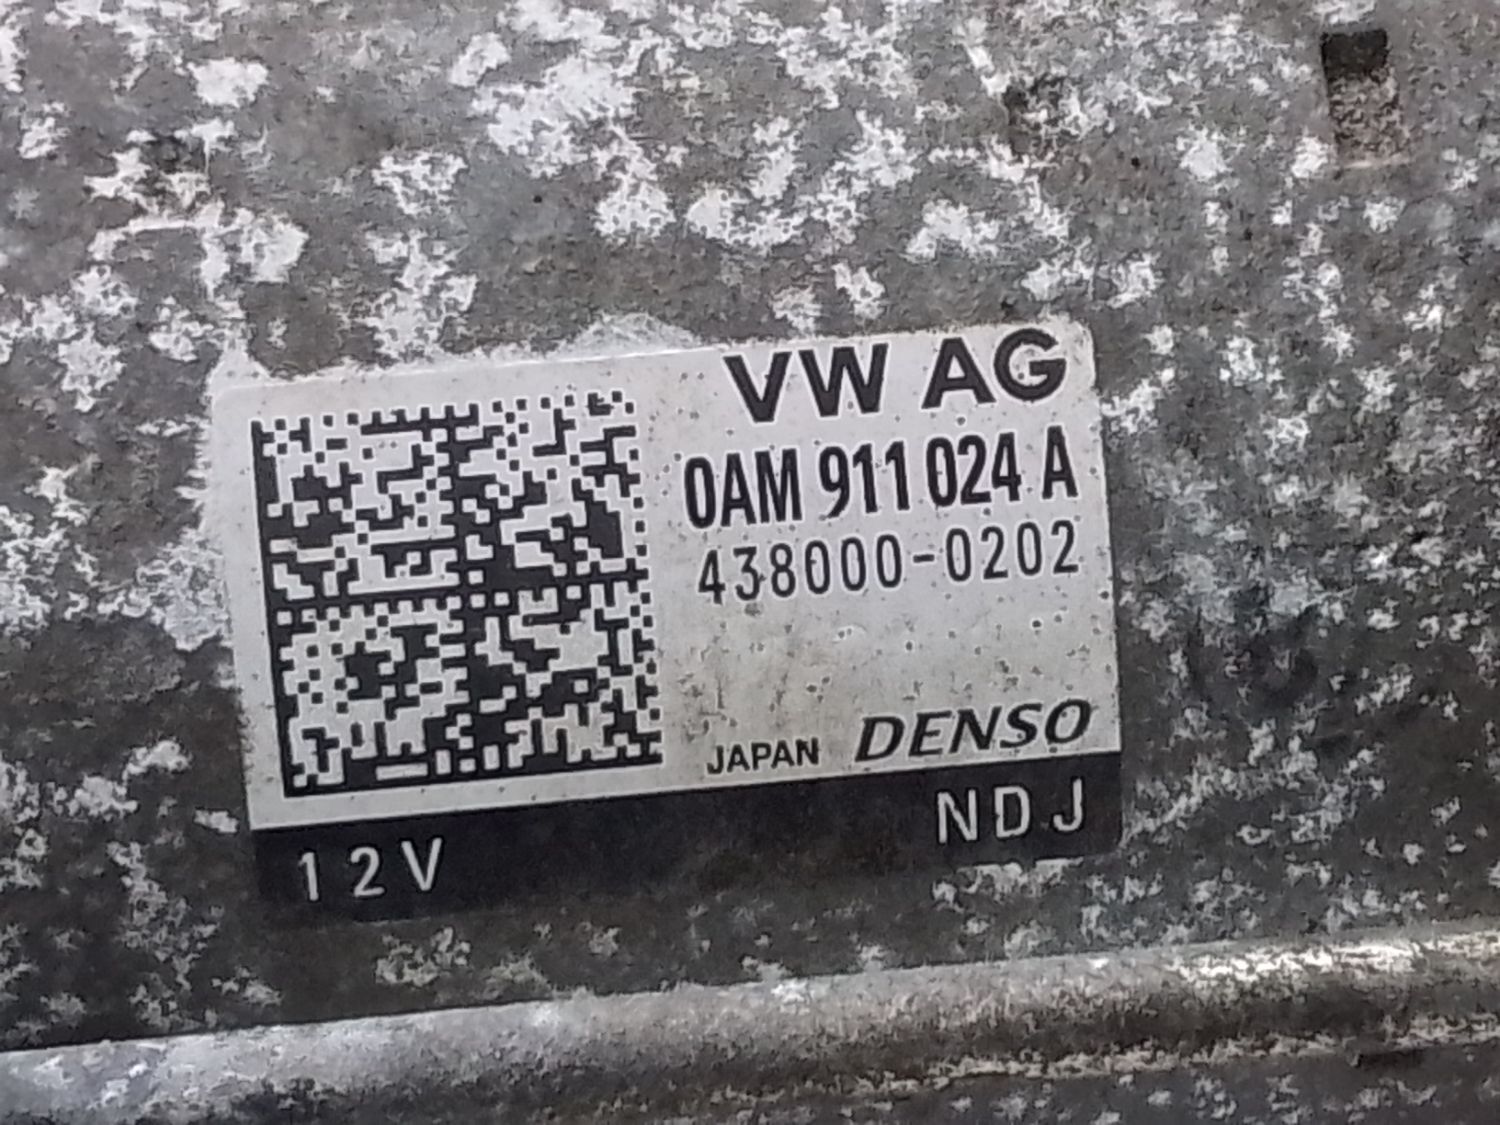 VW AG
0AM 911 024 A
438000-0202
JAPAN DENSO
12V NDJ